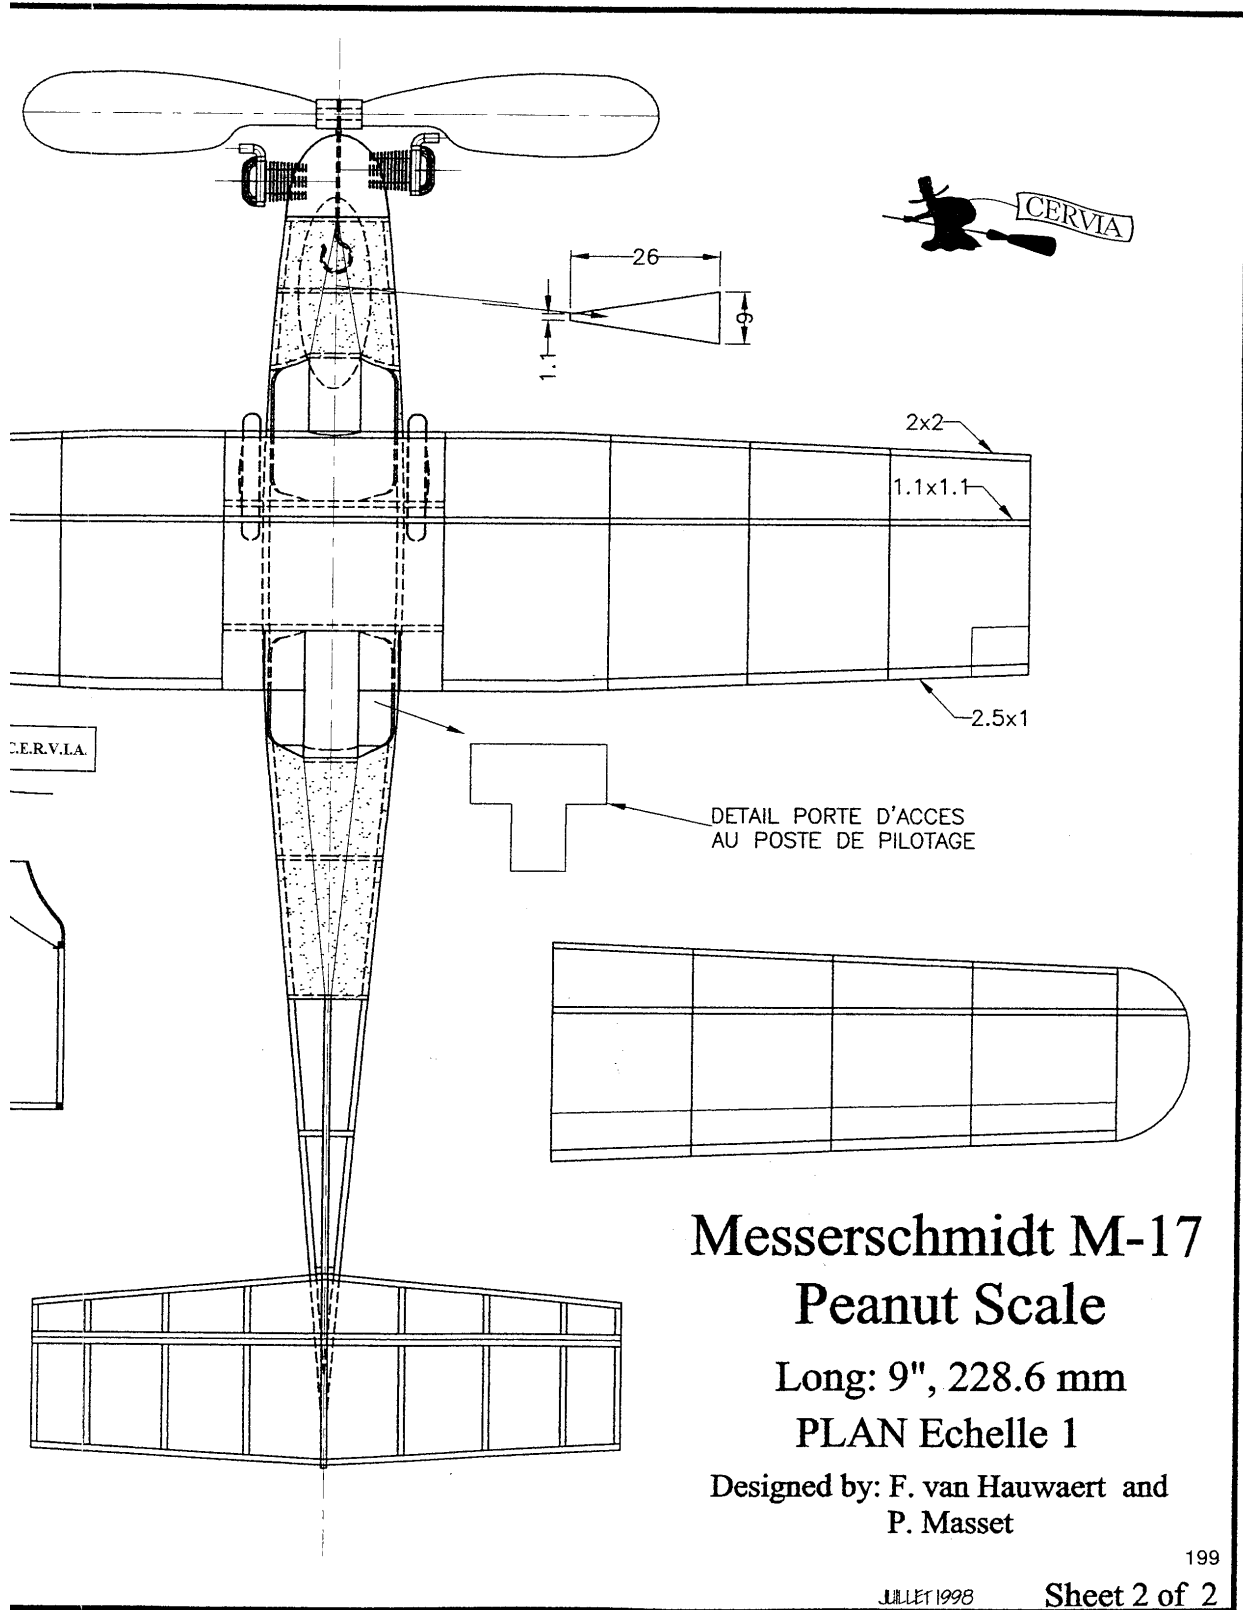 CERVIA
26
9
1.1
2x2
1.1x1.1
2.5x1
C.E.R.V.I.A.
DETAIL PORTE D'ACCES
AU POSTE DE PILOTAGE
Messerschmidt M-17
Peanut Scale
Long: 9", 228.6 mm
PLAN Echelle 1
Designed by: F. van Hauwaert and
P. Masset
199
JUILLET 1998
Sheet 2 of 2